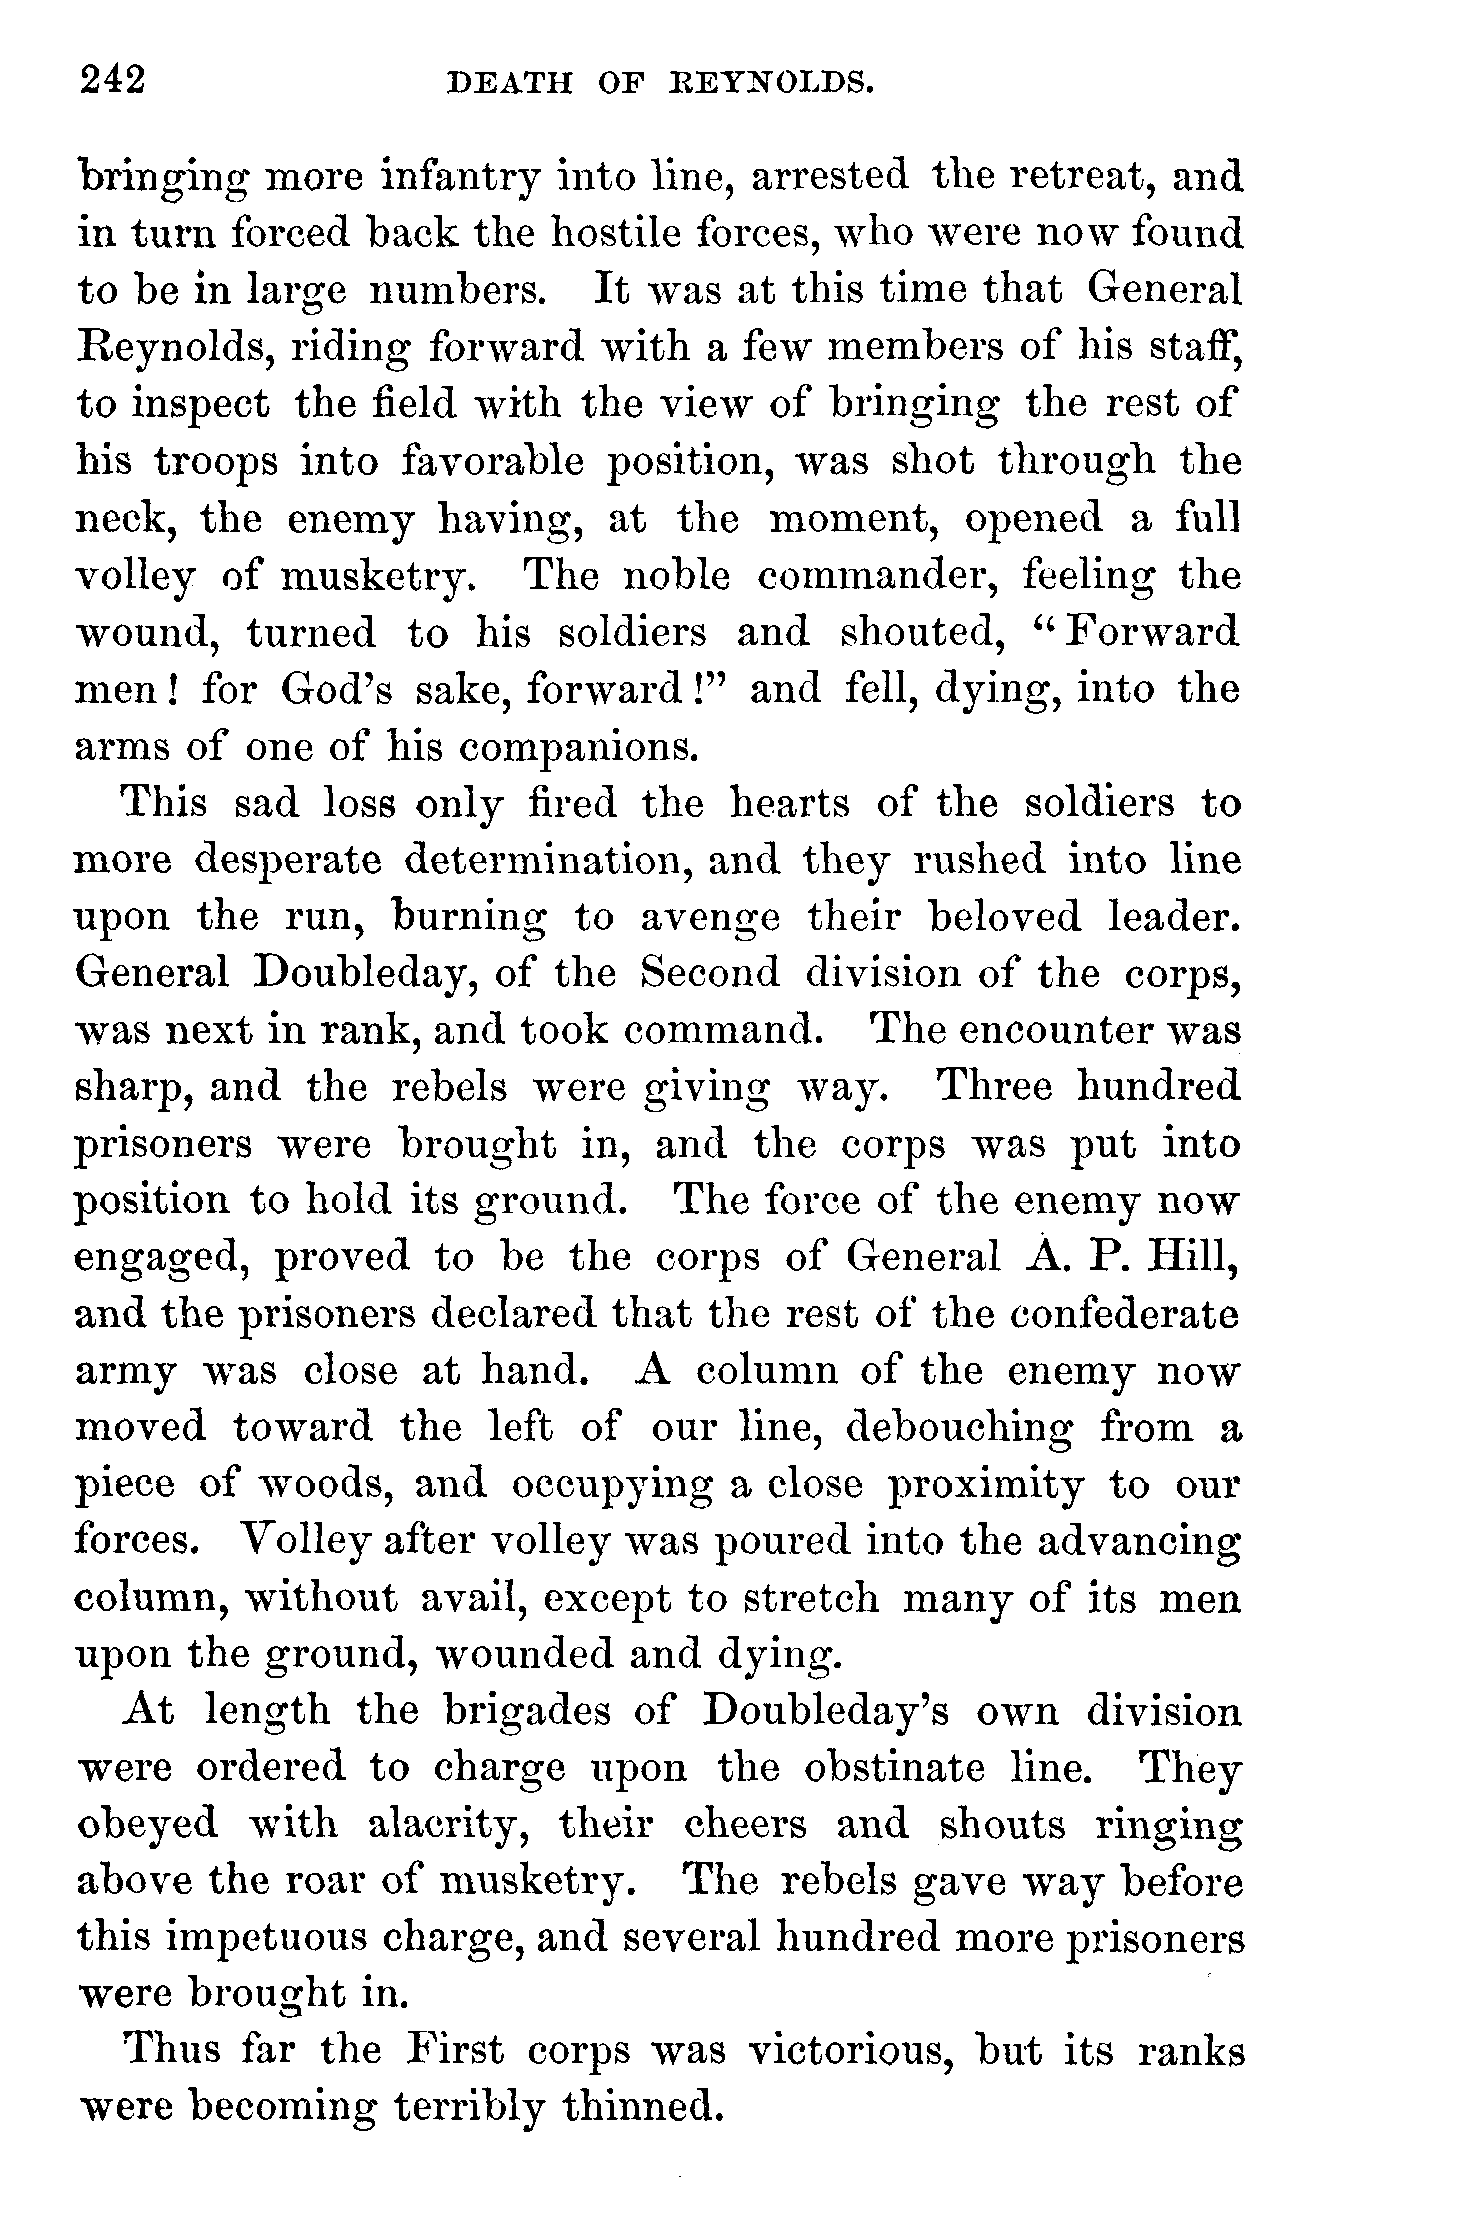 242 DEATH OF REYNOLDS.
bringing more infantry into line, arrested the retreat, and
in turn forced back the hostile forces, who were now found
to be in large numbers. It was at this time that General
Reynolds, riding forward with a few members of his staff,
to inspect the field with the view of bringing the rest of
his troops into favorable position, was shot through the
neck, the enemy having, at the moment, opened a full
volley of musketry. The noble commander, feeling the
wound, turned to his soldiers and shouted, “Forward
men! for God’s sake, forward!” and fell, dying, into the
arms of one of his companions.
This sad loss only fired the hearts of the soldiers to
more desperate determination, and they rushed into line
upon the run, burning to avenge their beloved leader.
General Doubleday, of the Second division of the corps,
was next in rank, and took command. The encounter was
sharp, and the rebels were giving way. Three hundred
prisoners were brought in, and the corps was put into
position to hold its ground. The force of the enemy now
engaged, proved to be the corps of General A. P. Hill,
and the prisoners declared that the rest of the confederate
army was close at hand. A column of the enemy now
moved toward the left of our line, debouching from a
piece of woods, and occupying a close proximity to our
forces. Volley after volley was poured into the advancing
column, without avail, except to stretch many of its men
upon the ground, wounded and dying.
At length the brigades of Doubleday’s own division
were ordered to charge upon the obstinate line. They
obeyed with alacrity, their cheers and shouts ringing
above the roar of musketry. The rebels gave way before
this impetuous charge, and several hundred more prisoners
were brought in.
Thus far the First corps was victorious, but its ranks
were becoming terribly thinned.